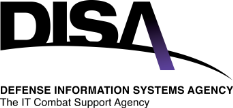 DISA
DEFENSE INFORMATION SYSTEMS AGENCY
The IT Combat Support Agency